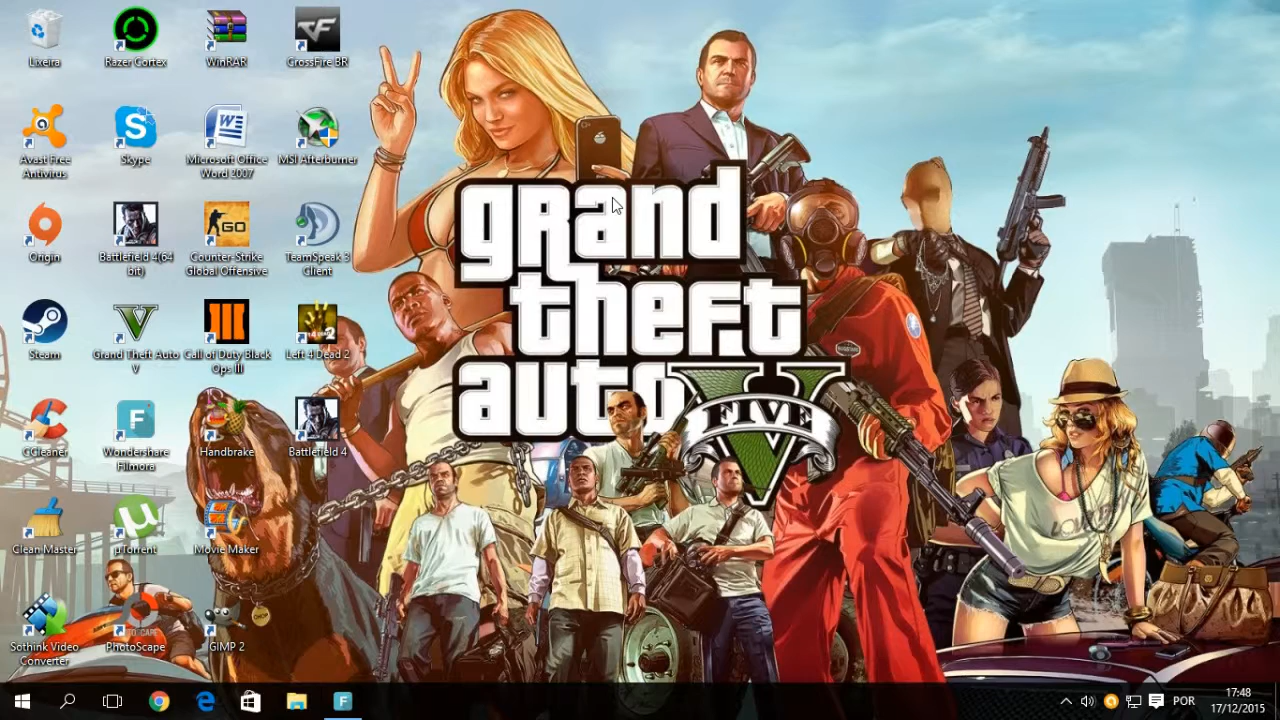 Lixeira
Razer Cortex
WinRAR
CrossFire BR
Avast Free
Antivirus
Skype
Microsoft Office
Word 2007
MSI Afterburner
Origin
Battlefield 4(64
bit)
GO
Counter-Strike
Global Offensive
TeamSpeak 3
Client
Steam
Grand Theft Auto
V
Call of Duty Black
Ops III
Left 4 Dead 2
CCleaner
Wondershare
Filmora
Handbrake
Battlefield 4
Clean Master
µTorrent
Movie Maker
Sothink Video
Converter
PhotoScape
GIMP 2
grand
theft
auto
V
FIVE
POR
17:48
17/12/2015